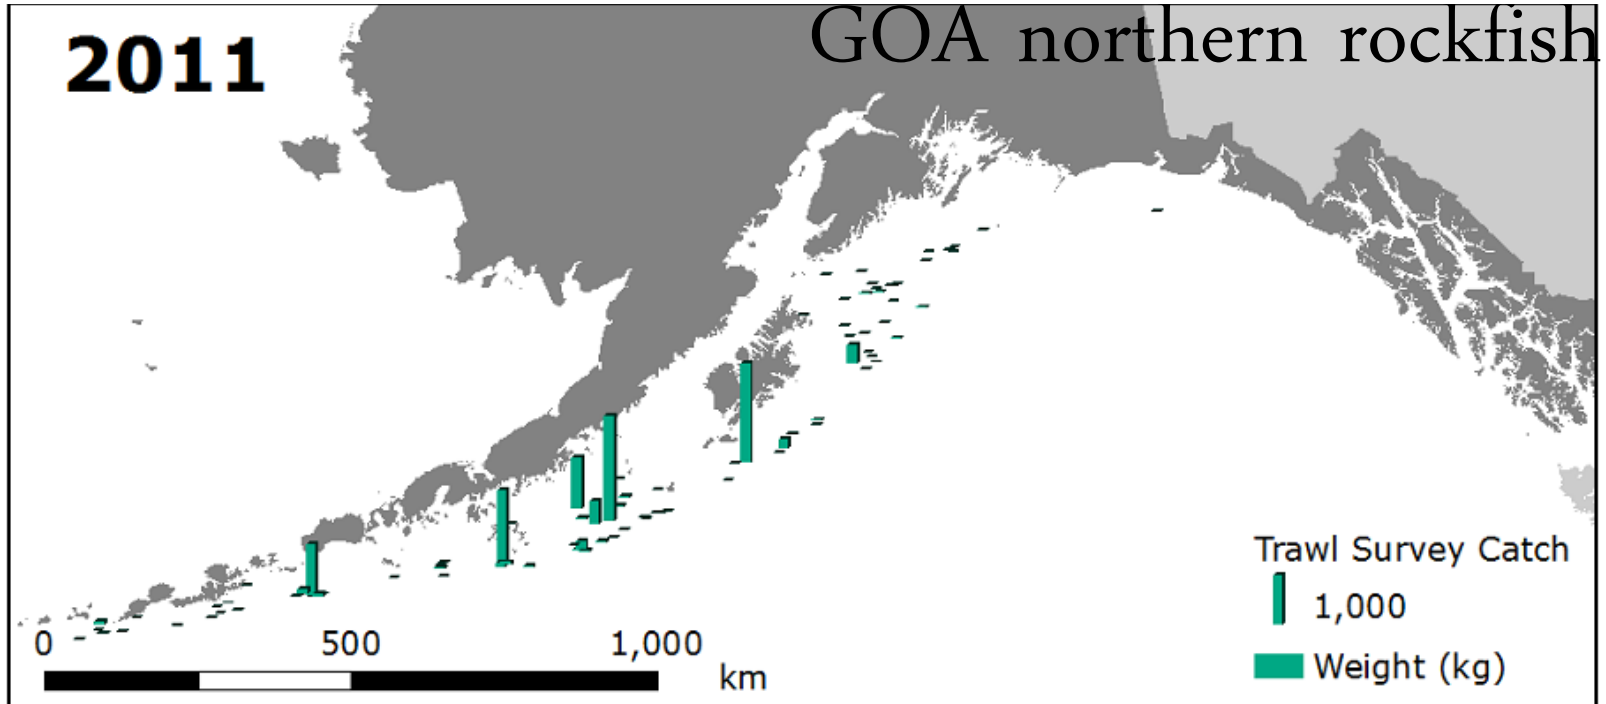 GOA northern rockfish
2011
Trawl Survey Catch
1,000
Weight (kg)
0 500 1,000
km